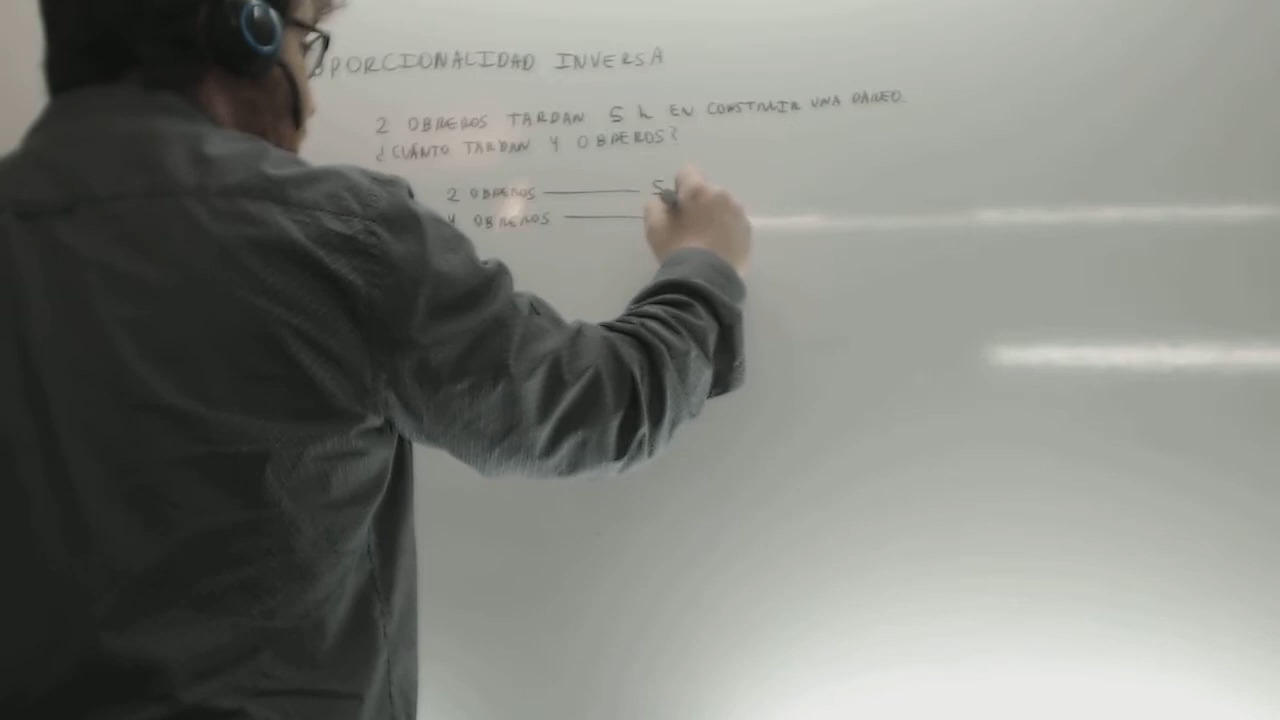 PORCIONALIDAD INVERSA
2 OBREROS TARDAN 5 h EN CONSTRUIR UNA PARED.
¿CUÁNTO TARDAN 4 OBREROS?
2 OBREROS ——— 5
4 OBREROS ———